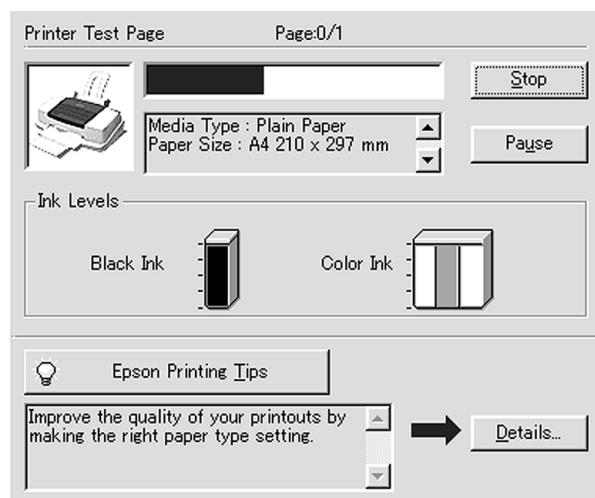 Printer Test Page Page:0/1
Stop
Media Type : Plain Paper
Paper Size : A4 210 x 297 mm
Pause
Ink Levels
Black Ink Color Ink
Epson Printing Tips
Improve the quality of your printouts by
making the right paper type setting.
Details...